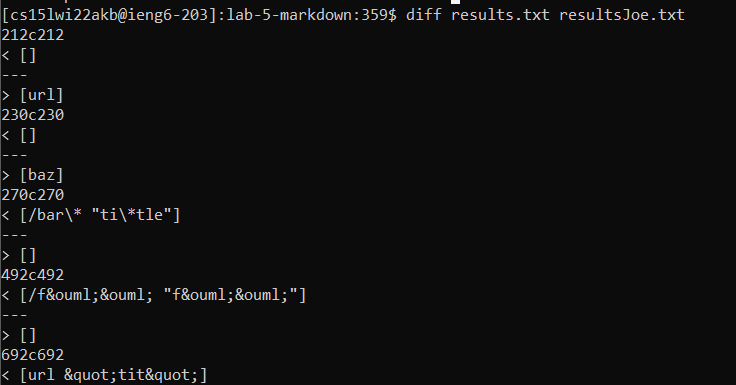 [cs15lwi22akb@ieng6-203]:lab-5-markdown:359$ diff results.txt resultsJoe.txt
212c212
< []
---
> [url]
230c230
< []
---
> [baz]
270c270
< [/bar\* "ti\*tle"]
---
> []
492c492
< [/f&ouml;&ouml; "f&ouml;&ouml;"]
---
> []
692c692
< [url &quot;tit&quot;]